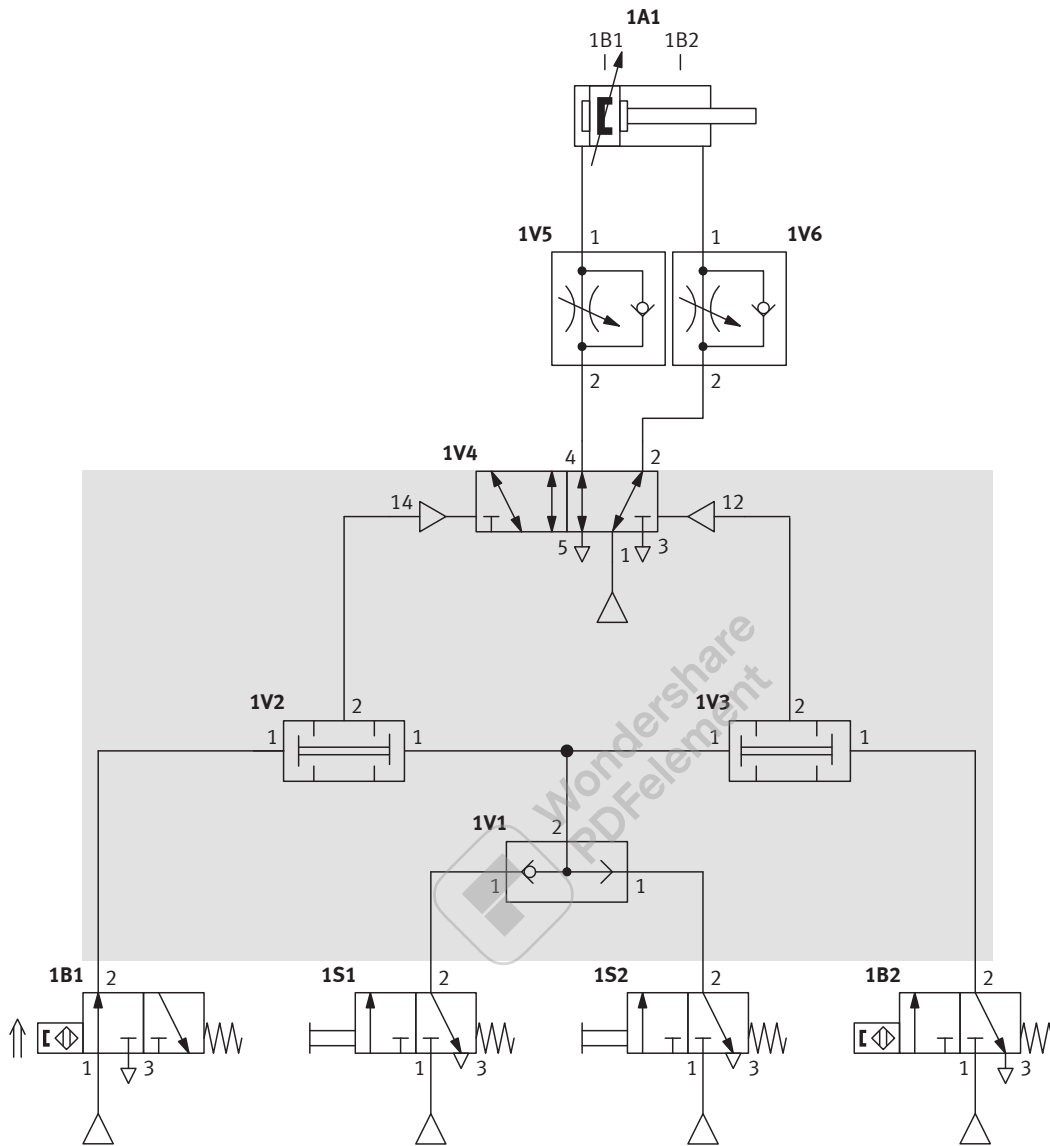 1A1
1B1 1B2
1V5 1 1 1V6
2 2
1V4 4 2
14 12
5 1 3
1V2 2 1V3 2
1 1 1 1
1V1 2
1 1
1B1 2 1S1 2 1S2 2 1B2 2
1 3 1 3 1 3 1 3
Wondershare
PDFelement